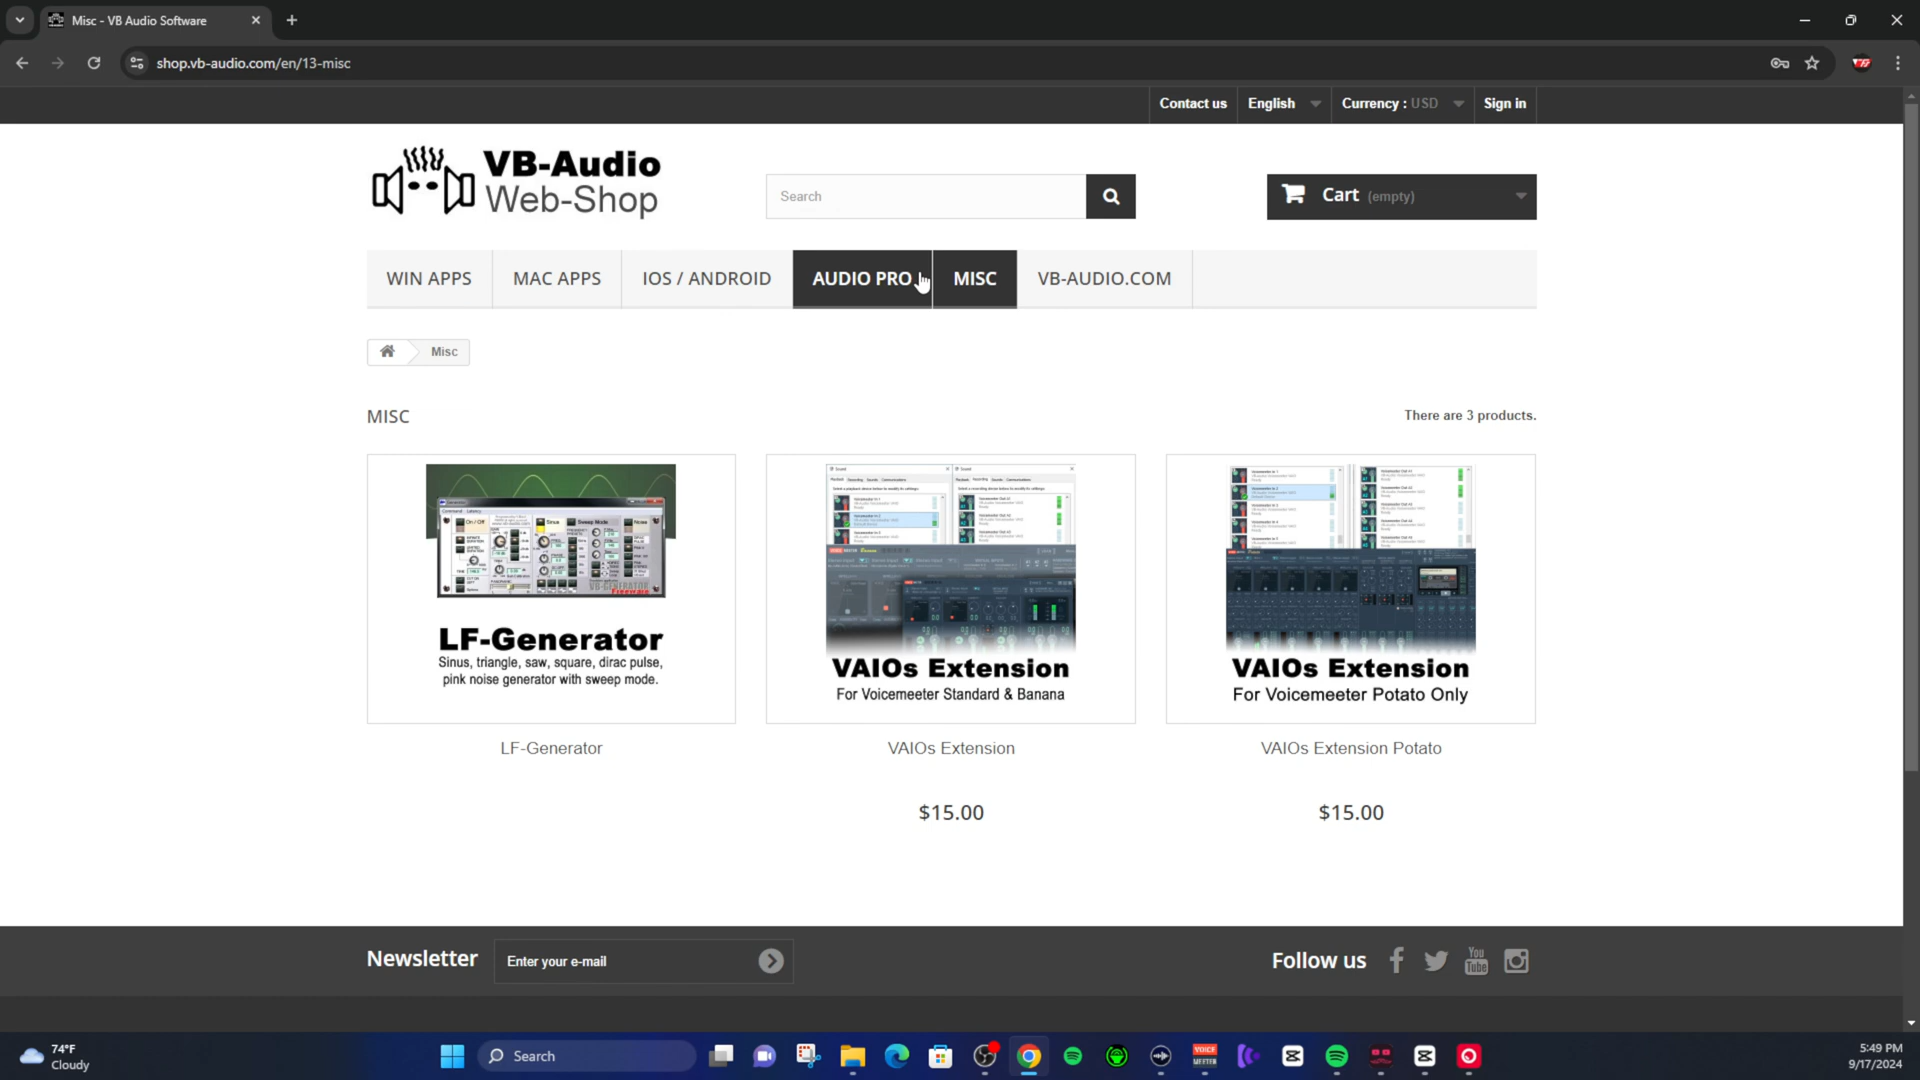 Misc - VB Audio Software
shop.vb-audio.com/en/13-misc
Contact us
English
Currency : USD
Sign in
VB-Audio
Web-Shop
Search
Cart (empty)
WIN APPS
MAC APPS
IOS / ANDROID
AUDIO PRO
MISC
VB-AUDIO.COM
Misc
MISC
There are 3 products.
LF-Generator
Sinus, triangle, saw, square, dirac pulse,
pink noise generator with sweep mode.
VAIOs Extension
For Voicemeeter Standard & Banana
VAIOs Extension
For Voicemeeter Potato Only
LF-Generator
VAIOs Extension
VAIOs Extension Potato
$15.00
$15.00
Newsletter
Enter your e-mail
Follow us
You
Tube
74°F
Cloudy
Search
VOICE
MEETER
5:49 PM
9/17/2024